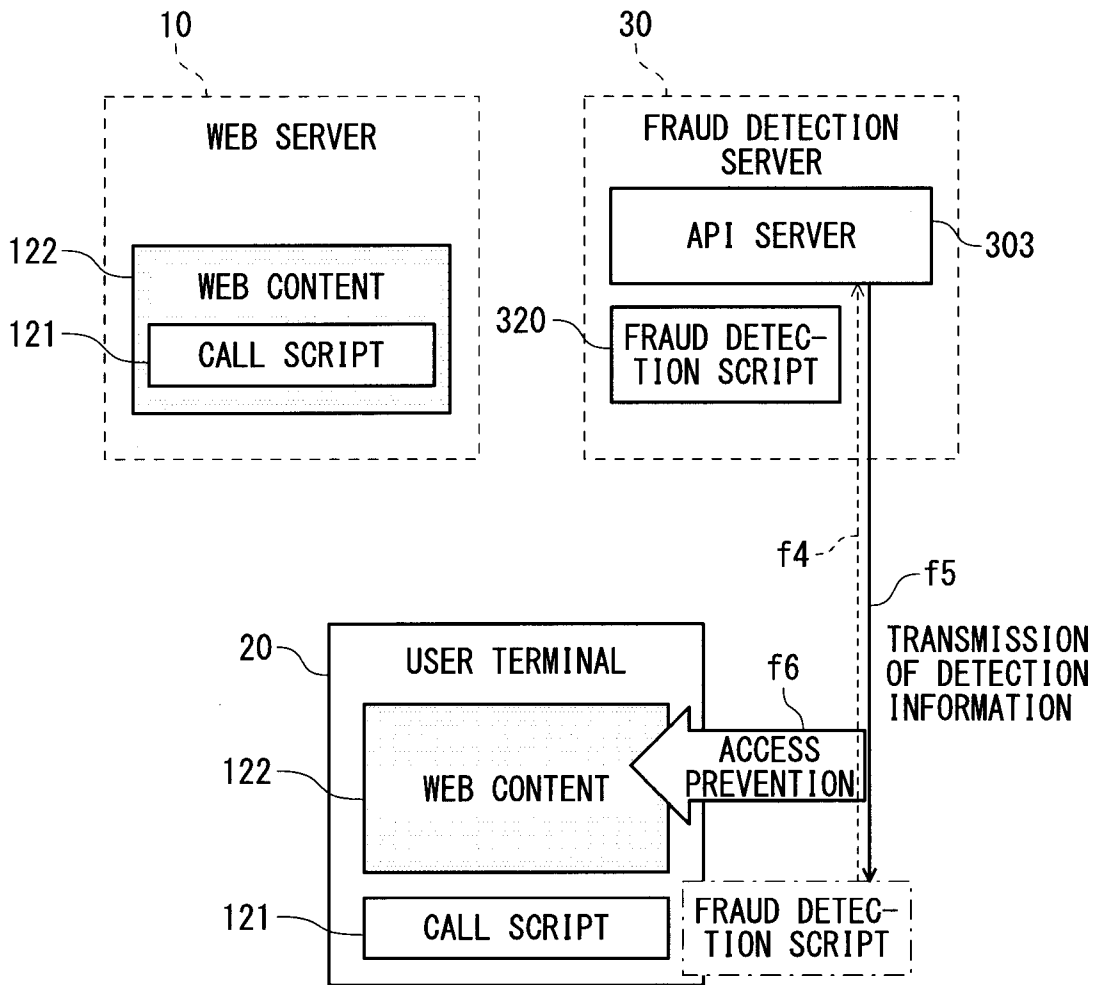 10
30
WEB SERVER
FRAUD DETECTION
SERVER
API SERVER
303
122
WEB CONTENT
121
CALL SCRIPT
320
FRAUD DETEC-
TION SCRIPT
f4
f5
TRANSMISSION
OF DETECTION
INFORMATION
20
USER TERMINAL
f6
ACCESS
PREVENTION
122
WEB CONTENT
121
CALL SCRIPT
FRAUD DETEC-
TION SCRIPT